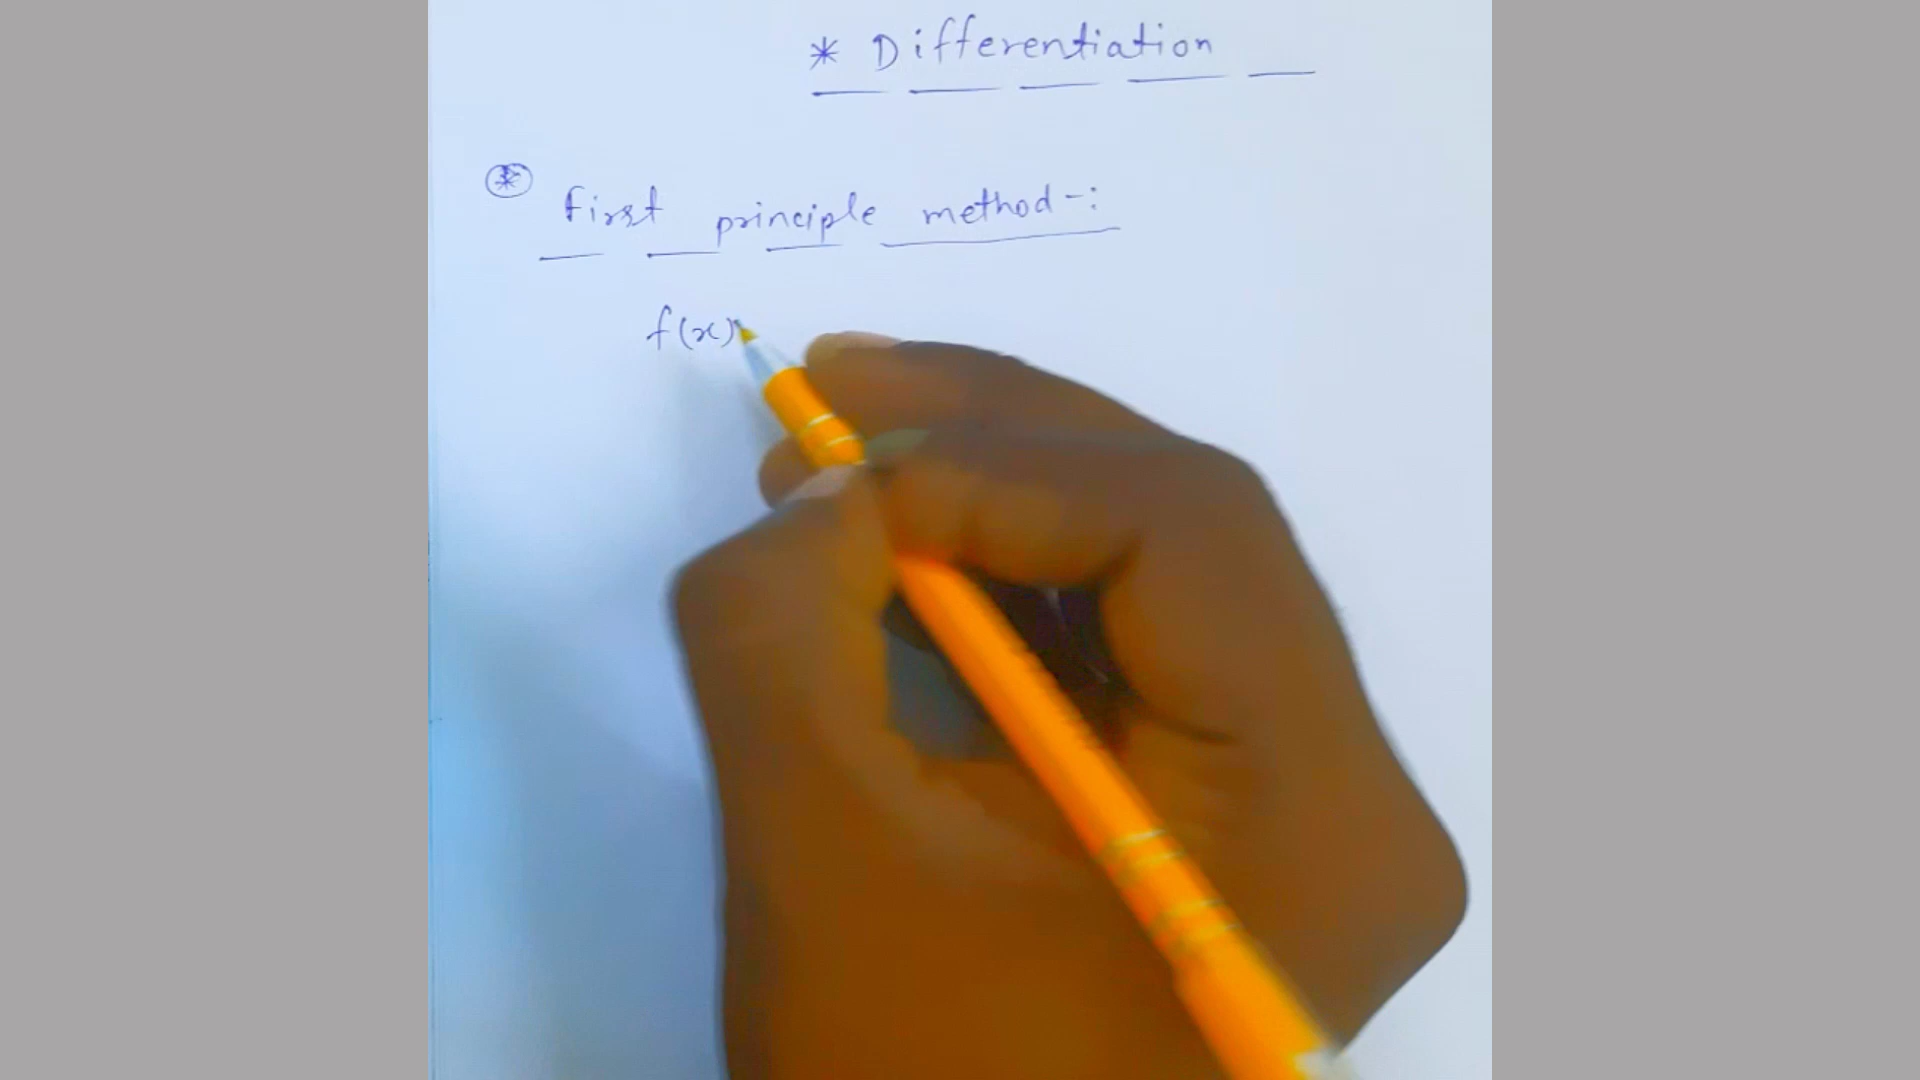 * Differentiation
* First principle method-:
f(x)